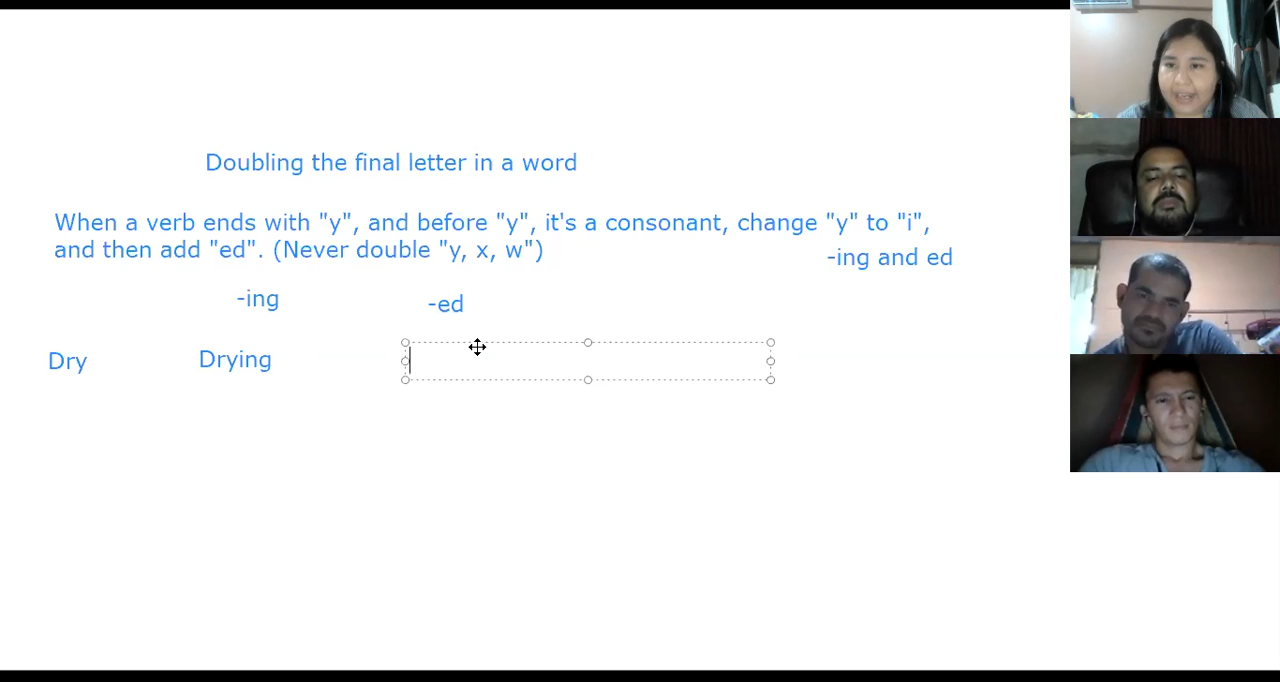 Doubling the final letter in a word
When a verb ends with "y", and before "y", it's a consonant, change "y" to "i",
and then add "ed". (Never double "y, x, w")
-ing and ed
-ing -ed
Dry Drying